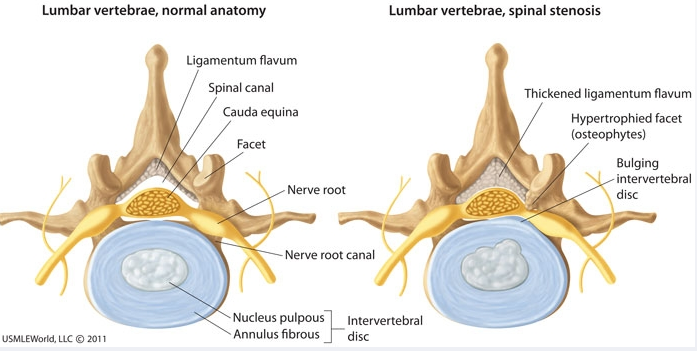 Lumbar vertebrae, normal anatomy
Ligamentum flavum
Spinal canal
Cauda equina
Facet
Nerve root
Nerve root canal
Nucleus pulpous
Annulus fibrous
Intervertebral
disc
USMLEWorld, LLC © 2011
Lumbar vertebrae, spinal stenosis
Thickened ligamentum flavum
Hypertrophied facet
(osteophytes)
Bulging
intervertebral
disc